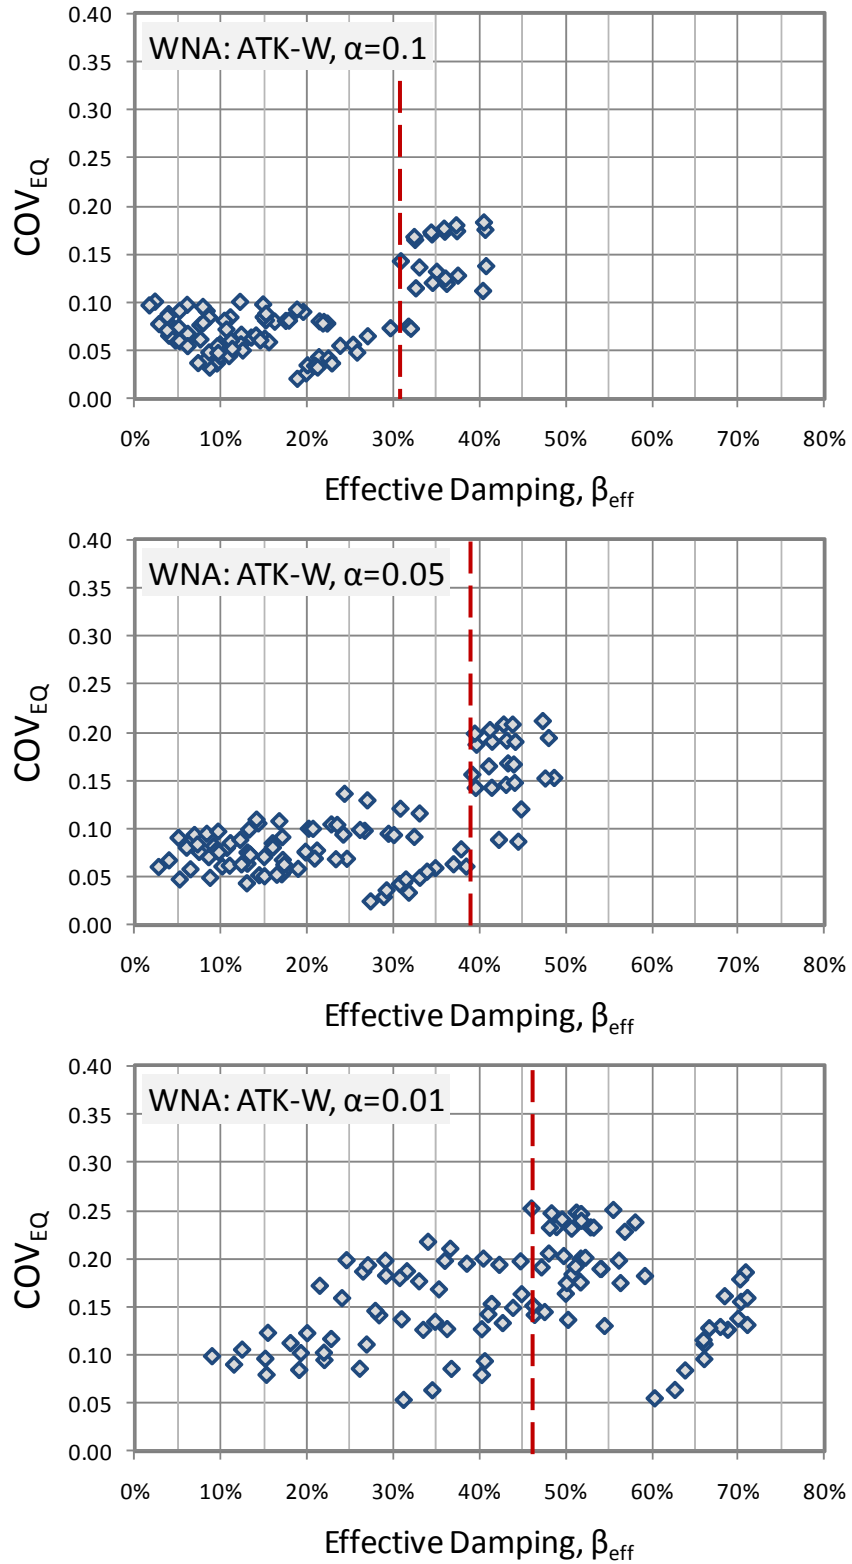 WNA: ATK-W, α=0.1
0.40
0.35
0.30
0.25
0.20
0.15
0.10
0.05
0.00
COV_EQ
0% 10% 20% 30% 40% 50% 60% 70% 80%
Effective Damping, β_eff
WNA: ATK-W, α=0.05
0.40
0.35
0.30
0.25
0.20
0.15
0.10
0.05
0.00
COV_EQ
0% 10% 20% 30% 40% 50% 60% 70% 80%
Effective Damping, β_eff
WNA: ATK-W, α=0.01
0.40
0.35
0.30
0.25
0.20
0.15
0.10
0.05
0.00
COV_EQ
0% 10% 20% 30% 40% 50% 60% 70% 80%
Effective Damping, β_eff